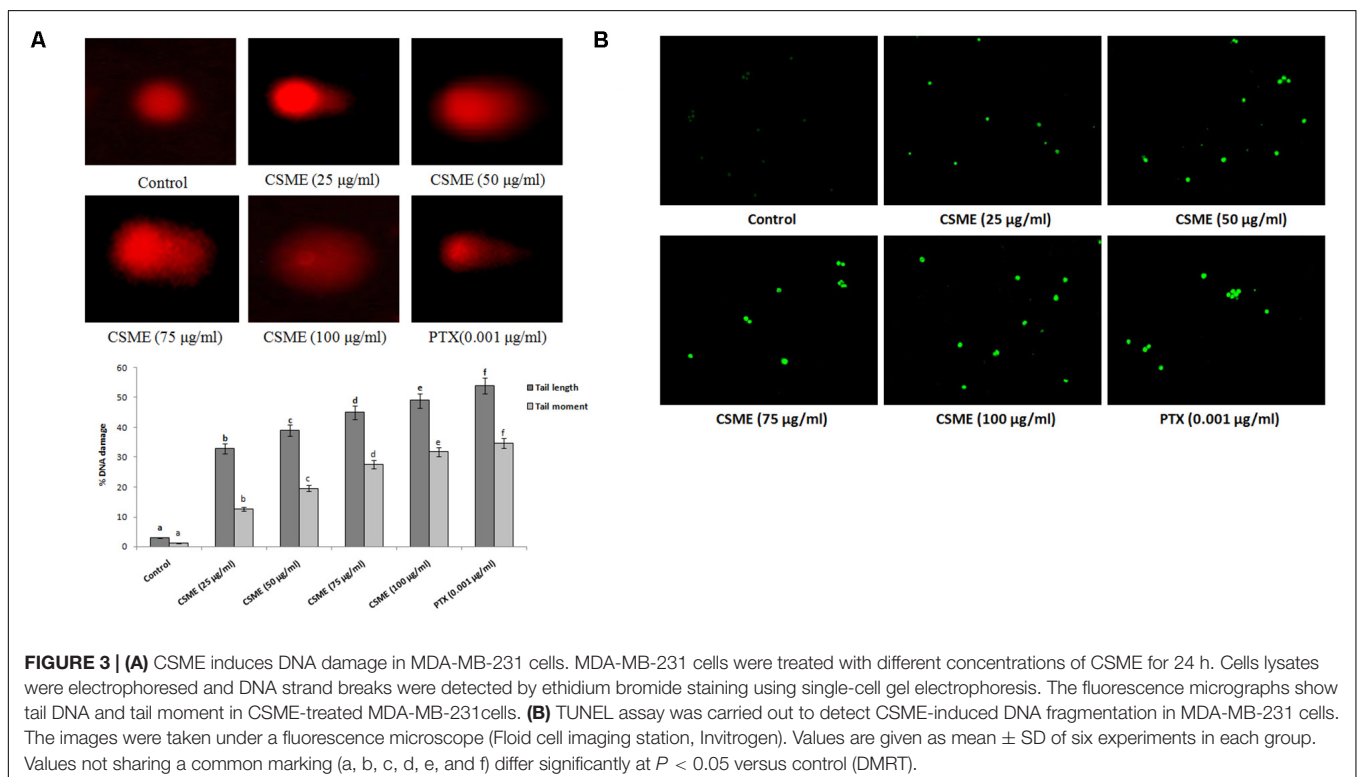 A
B
Control
CSME (25 µg/ml)
CSME (50 µg/ml)
CSME (75 µg/ml)
CSME (100 µg/ml)
PTX(0.001 µg/ml)
Control
CSME (25 µg/ml)
CSME (50 µg/ml)
CSME (75 µg/ml)
CSME (100 µg/ml)
PTX (0.001 µg/ml)
% DNA damage
60
50
40
30
20
10
0
a
a
b
b
c
c
d
d
e
e
f
f
Tail length
Tail moment
Control
CSME (25 µg/ml)
CSME (50 µg/ml)
CSME (75 µg/ml)
CSME (100 µg/ml)
PTX (0.001 µg/ml)
FIGURE 3 | (A) CSME induces DNA damage in MDA-MB-231 cells. MDA-MB-231 cells were treated with different concentrations of CSME for 24 h. Cells lysates
were electrophoresed and DNA strand breaks were detected by ethidium bromide staining using single-cell gel electrophoresis. The fluorescence micrographs show
tail DNA and tail moment in CSME-treated MDA-MB-231cells. (B) TUNEL assay was carried out to detect CSME-induced DNA fragmentation in MDA-MB-231 cells.
The images were taken under a fluorescence microscope (Floid cell imaging station, Invitrogen). Values are given as mean ± SD of six experiments in each group.
Values not sharing a common marking (a, b, c, d, e, and f) differ significantly at P < 0.05 versus control (DMRT).